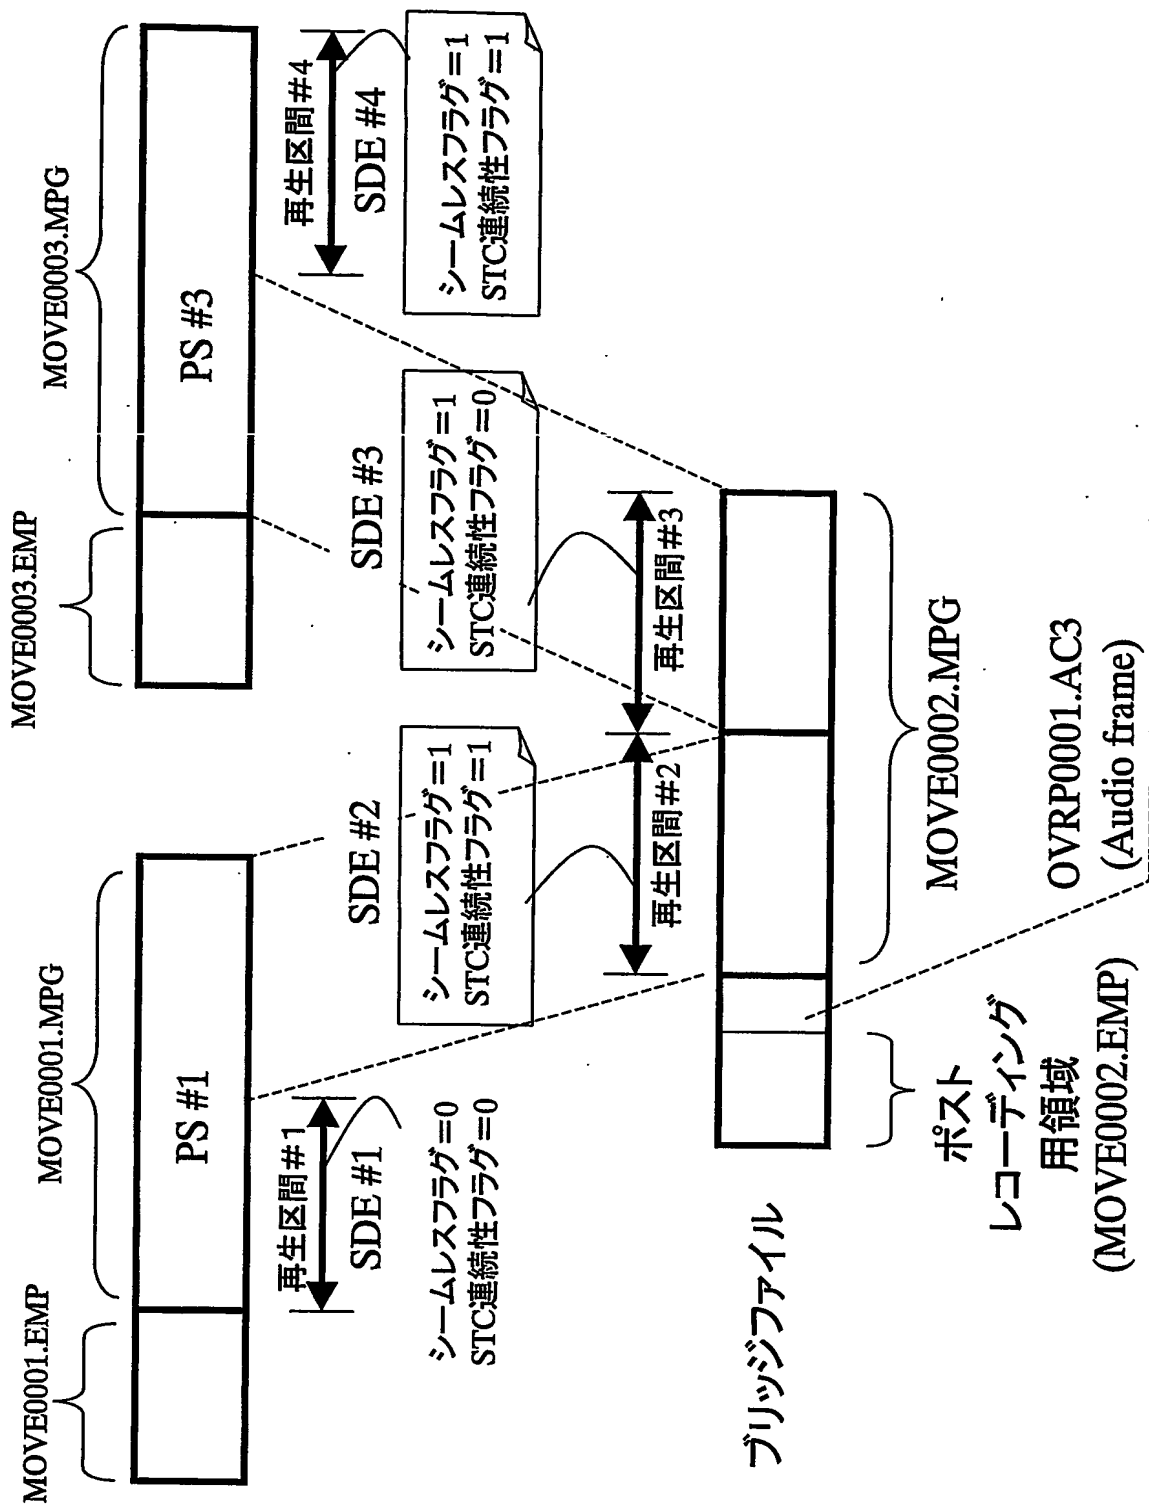 MOVE0001.EMP
MOVE0001.MPG
MOVE0003.EMP
MOVE0003.MPG
PS #1
PS #3
再生区間#1
SDE #1
シームレスフラグ=0
STC連続性フラグ=0
SDE #2
シームレスフラグ=1
STC連続性フラグ=1
SDE #3
シームレスフラグ=1
STC連続性フラグ=0
再生区間#4
SDE #4
シームレスフラグ=1
STC連続性フラグ=1
再生区間#2
再生区間#3
ブリッジファイル
ポスト
レコーディング
用領域
(MOVE0002.EMP)
MOVE0002.MPG
OVRP0001.AC3
(Audio frame)